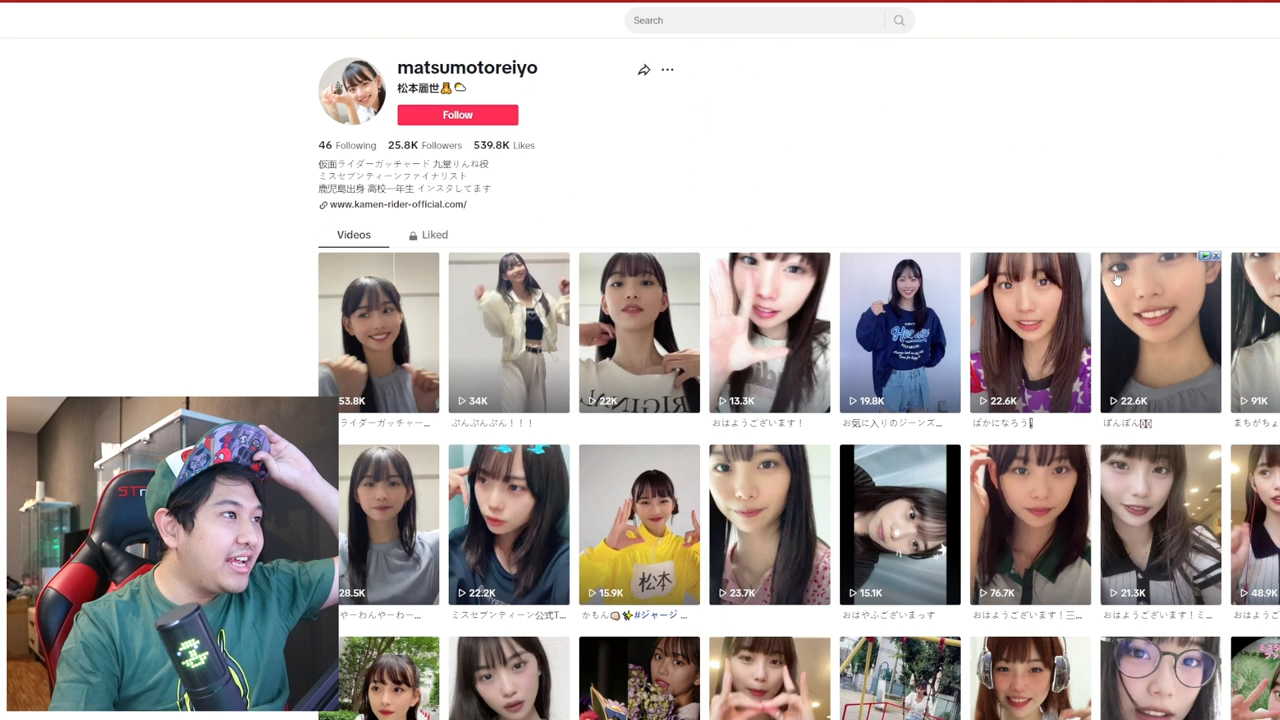 Search
matsumotoreiyo
松本麗世🧸🌤
Follow
46 Following 25.8K Followers 539.8K Likes
仮面ライダーガッチャード 九堂りんね役
ミスセブンティーンファイナリスト
鹿児島出身 高校一年生 インスタしてます
www.kamen-rider-official.com/
Videos Liked
53.8K 34K 22K 13.3K 19.8K 22.6K 22.6K 91K
ライダーガッチャー... ぷんぷんぷん！！！ おはようございます！ お気に入りのジーンズ... ばかになろう まちがちょ
28.5K 22.2K 15.9K 23.7K 15.1K 76.7K 21.3K 48.9K
松本
やーわんやーわー... ミスセブンティーン公式T... かもん #ジャージ ... おはやふございまっす おはようございます！三... おはようございます！ミ... おはようご